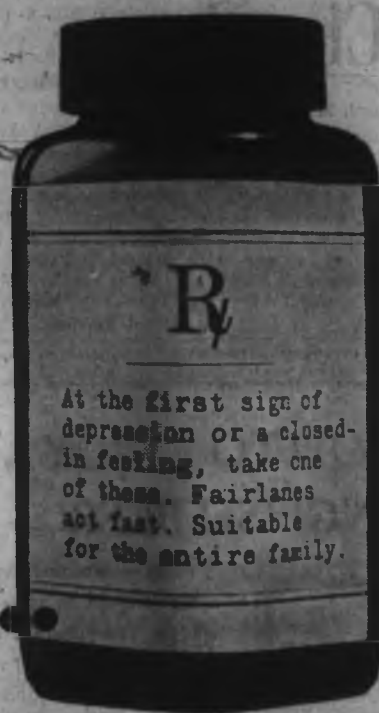 ℞
At the first sign of
depression or a closed-
in feeling, take one
of these. Fairlanes
act fast. Suitable
for the entire family.